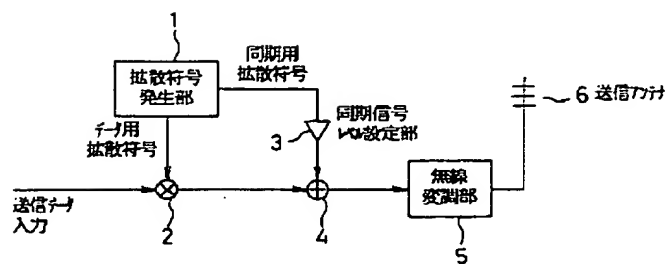 1
拡散符号
発生部
同期用
拡散符号
データ用
拡散符号
3
同期信号
レベル設定部
6 送信アンテナ
送信データ
入力
2
4
無線
変調部
5